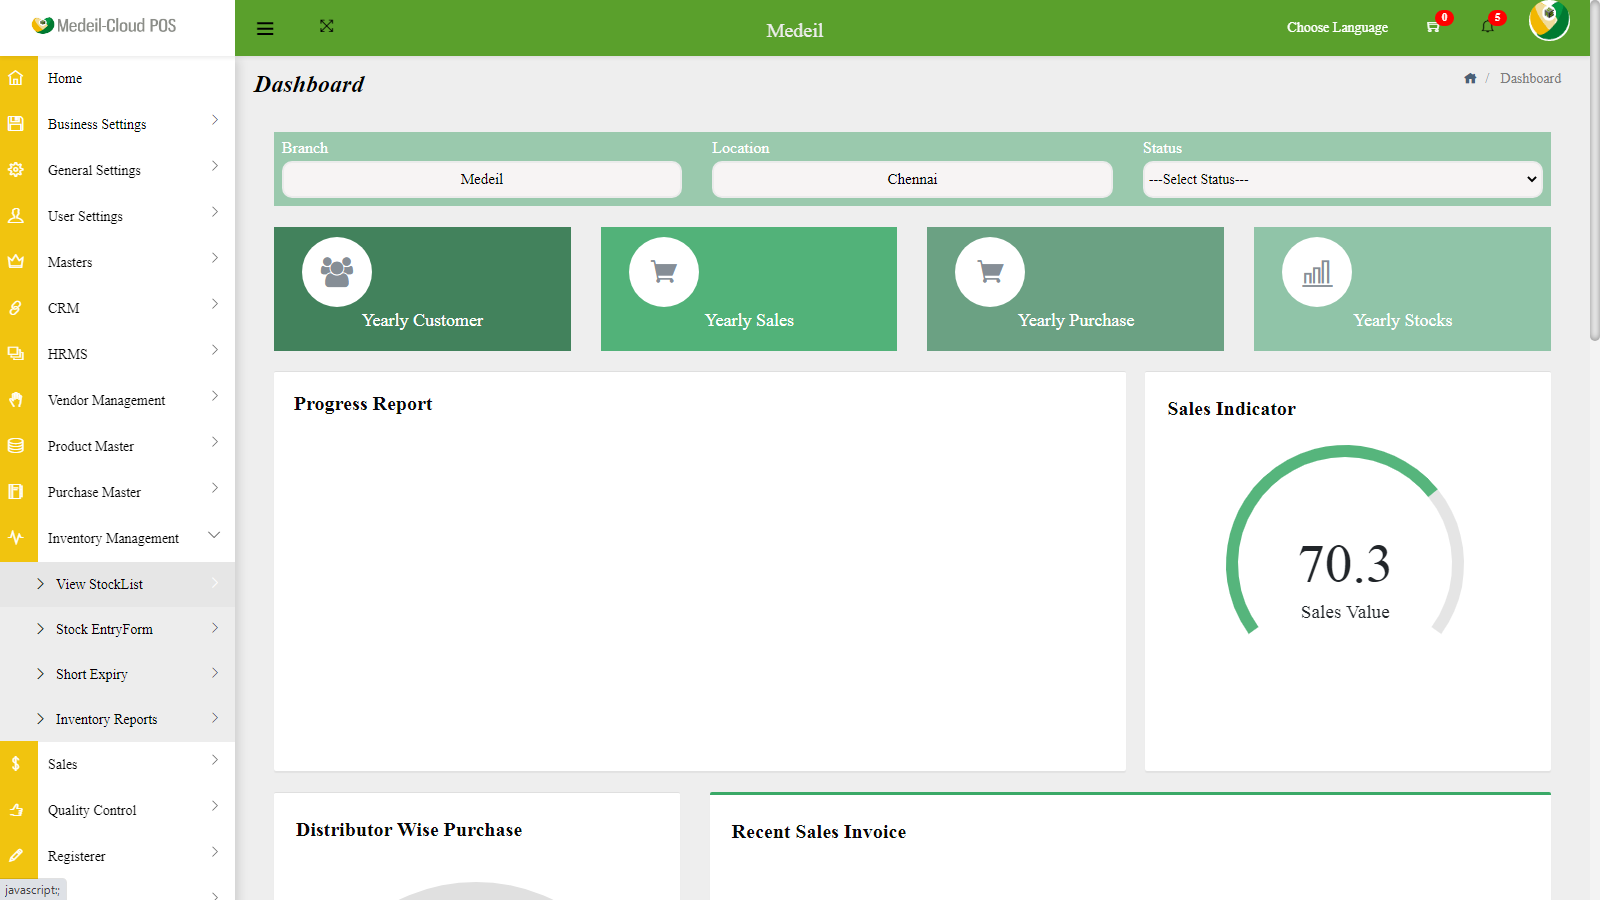 Medeil-Cloud POS
Medeil
Choose Language
0
5
Home
Business Settings
General Settings
User Settings
Masters
CRM
HRMS
Vendor Management
Product Master
Purchase Master
Inventory Management
View StockList
Stock EntryForm
Short Expiry
Inventory Reports
Sales
Quality Control
Registerer
javascript:;
Dashboard
/ Dashboard
Branch
Location
Status
Medeil
Chennai
---Select Status---
Yearly Customer
Yearly Sales
Yearly Purchase
Yearly Stocks
Progress Report
Sales Indicator
70.3
Sales Value
Distributor Wise Purchase
Recent Sales Invoice